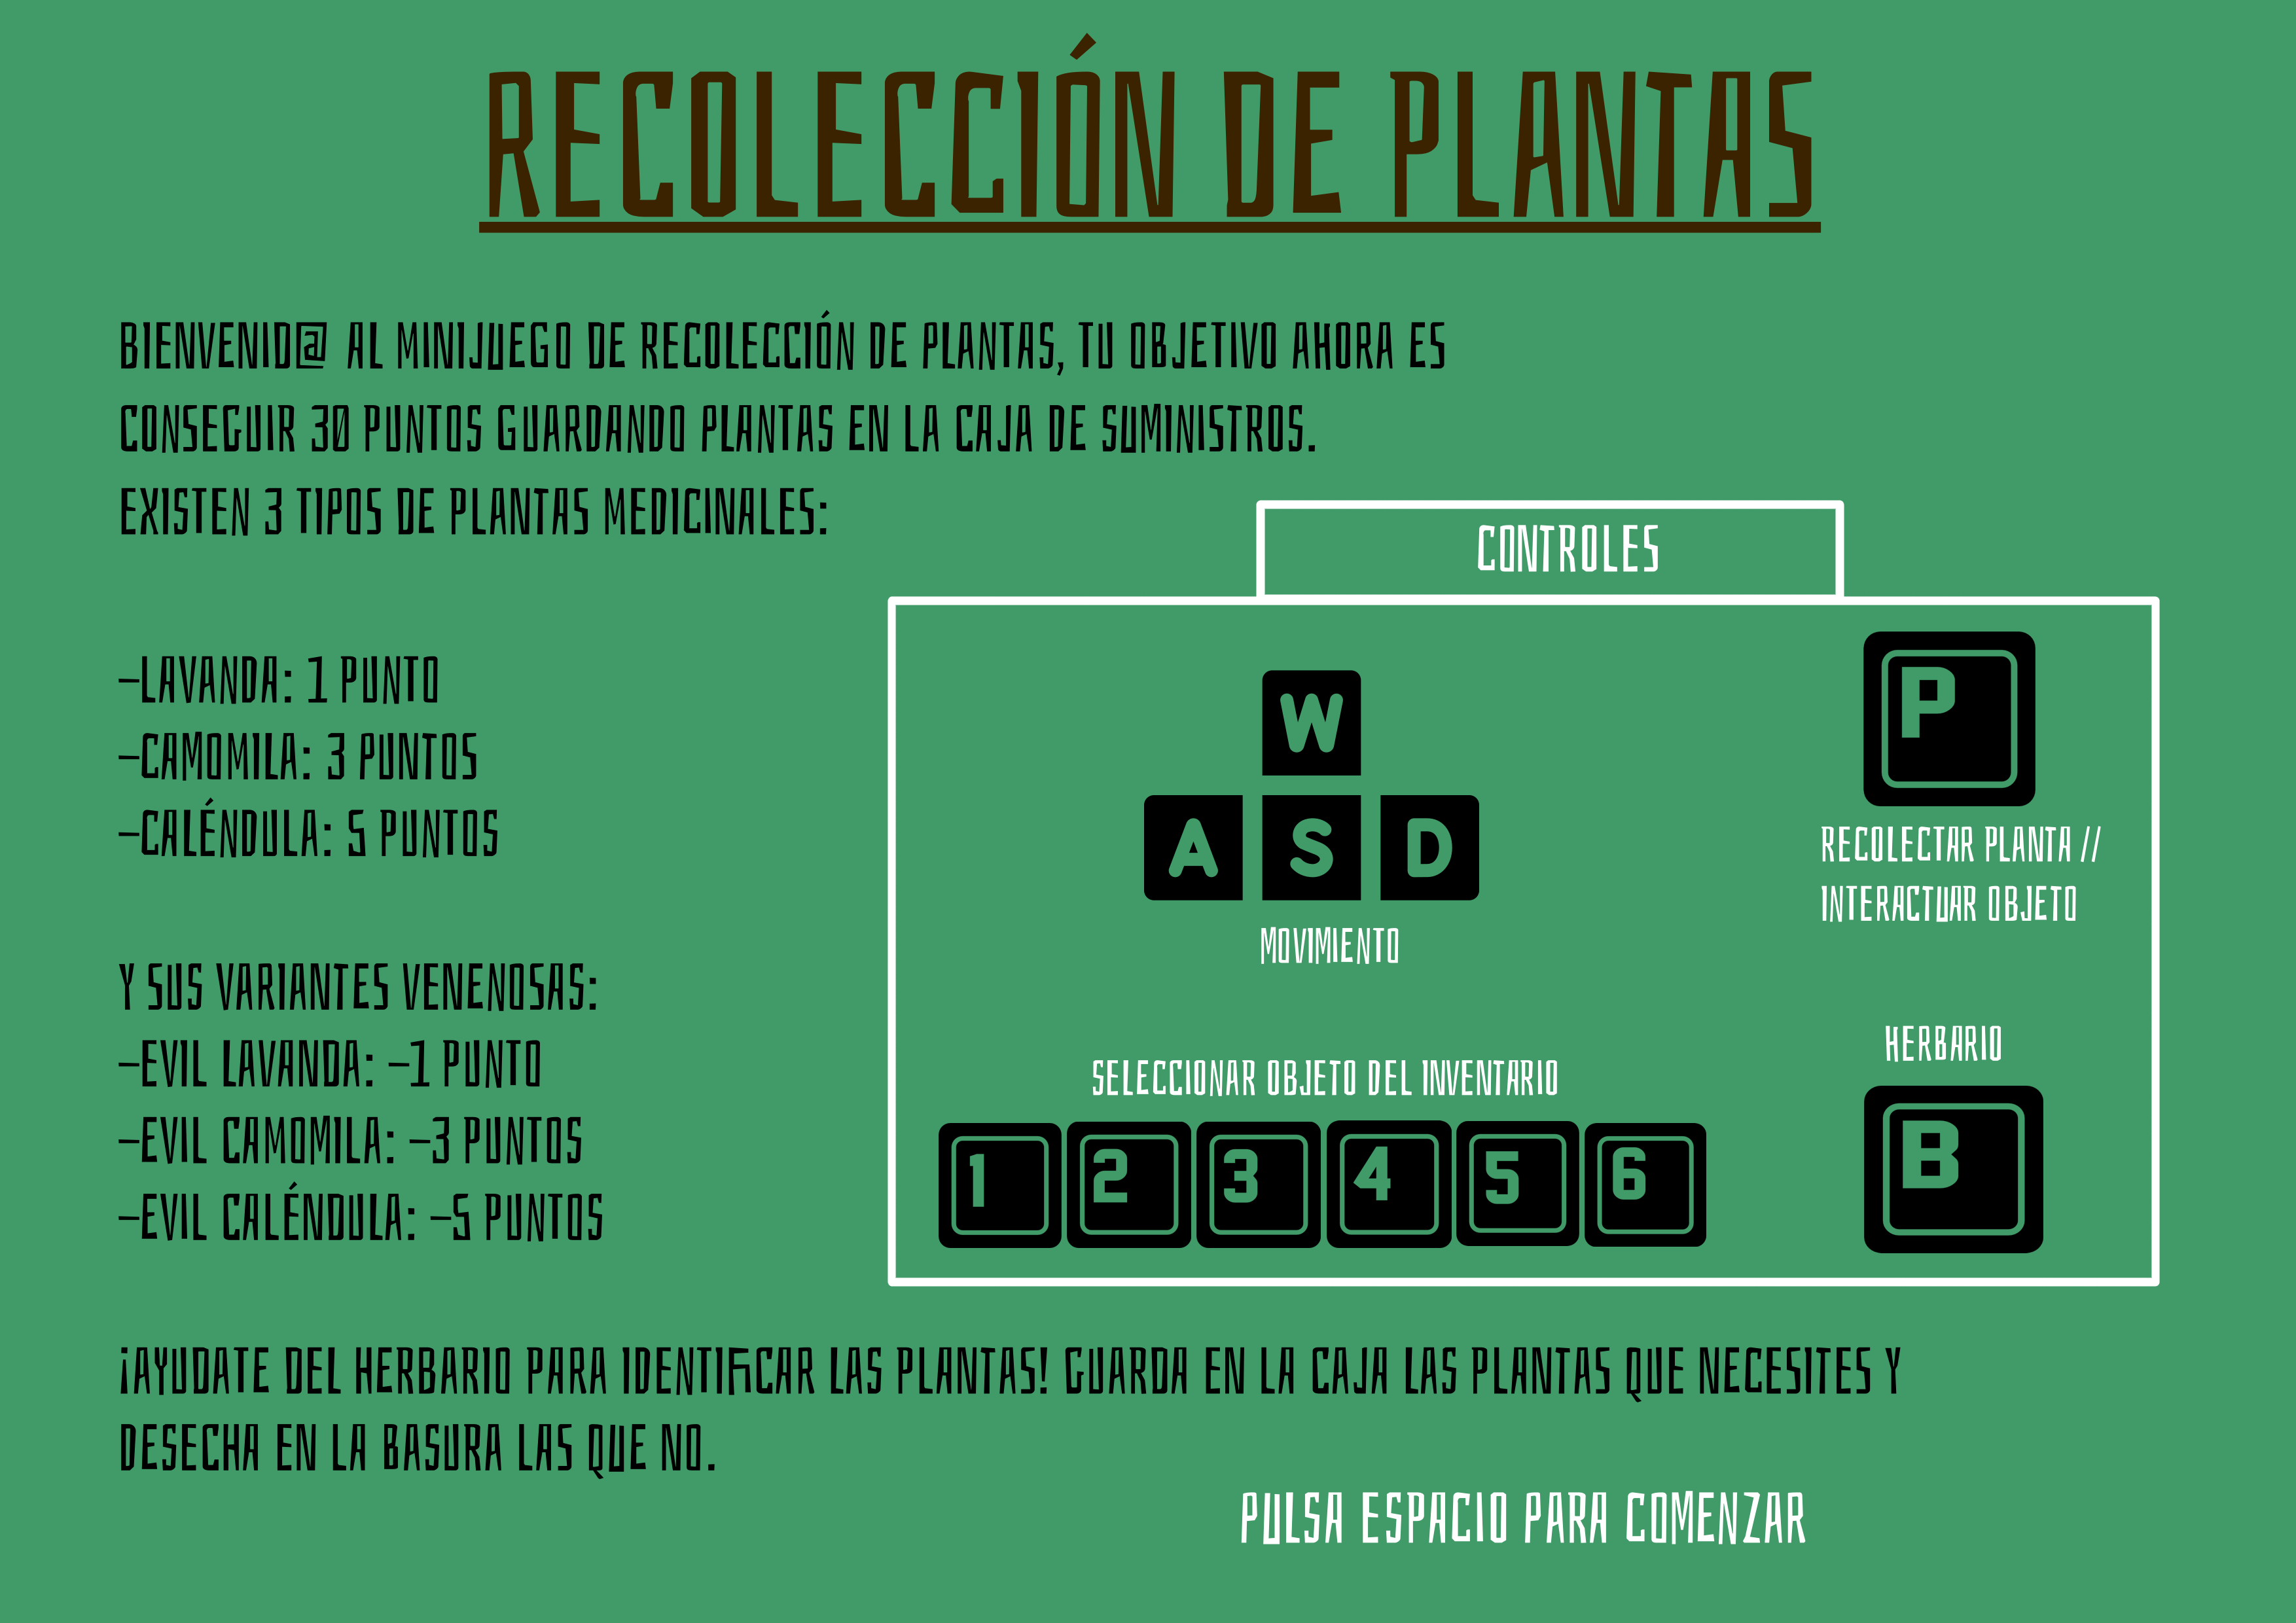 RECOLECCIÓN DE PLANTAS
BIENVENID@ AL MINIJUEGO DE RECOLECCIÓN DE PLANTAS, TU OBJETIVO AHORA ES
CONSEGUIR 30 PUNTOS GUARDANDO PLANTAS EN LA CAJA DE SUMINISTROS.
EXISTEN 3 TIPOS DE PLANTAS MEDICINALES:
-LAVANDA: 1 PUNTO
-CAMOMILA: 3 PUNTOS
-CALÉNDULA: 5 PUNTOS
Y SUS VARIANTES VENENOSAS:
-EVIL LAVANDA: -1 PUNTO
-EVIL CAMOMILA: -3 PUNTOS
-EVIL CALÉNDULA: -5 PUNTOS
CONTROLES
W
A S D
MOVIMIENTO
P
RECOLECTAR PLANTA //
INTERACTUAR OBJETO
SELECCIONAR OBJETO DEL INVENTARIO
1 2 3 4 5 6
HERBARIO
B
¡AYUDATE DEL HERBARIO PARA IDENTIFICAR LAS PLANTAS! GUARDA EN LA CAJA LAS PLANTAS QUE NECESITES Y
DESECHA EN LA BASURA LAS QUE NO.
PULSA ESPACIO PARA COMENZAR